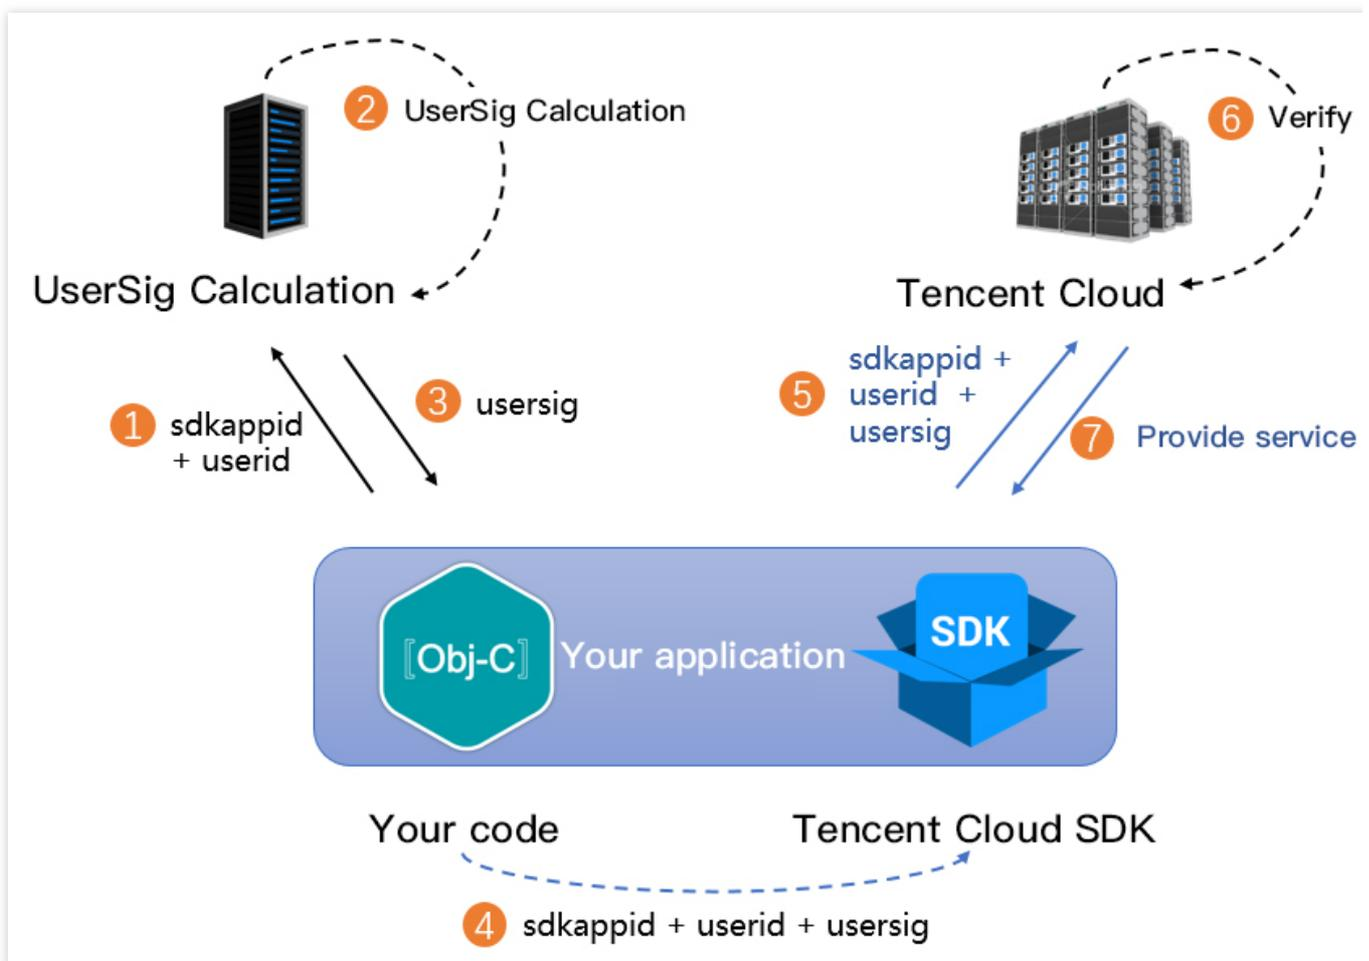 2 UserSig Calculation
6 Verify
UserSig Calculation
Tencent Cloud
1 sdkappid
+ userid
3 usersig
5 sdkappid +
userid +
usersig
7 Provide service
[Obj-C]
Your application
SDK
Your code
Tencent Cloud SDK
4 sdkappid + userid + usersig